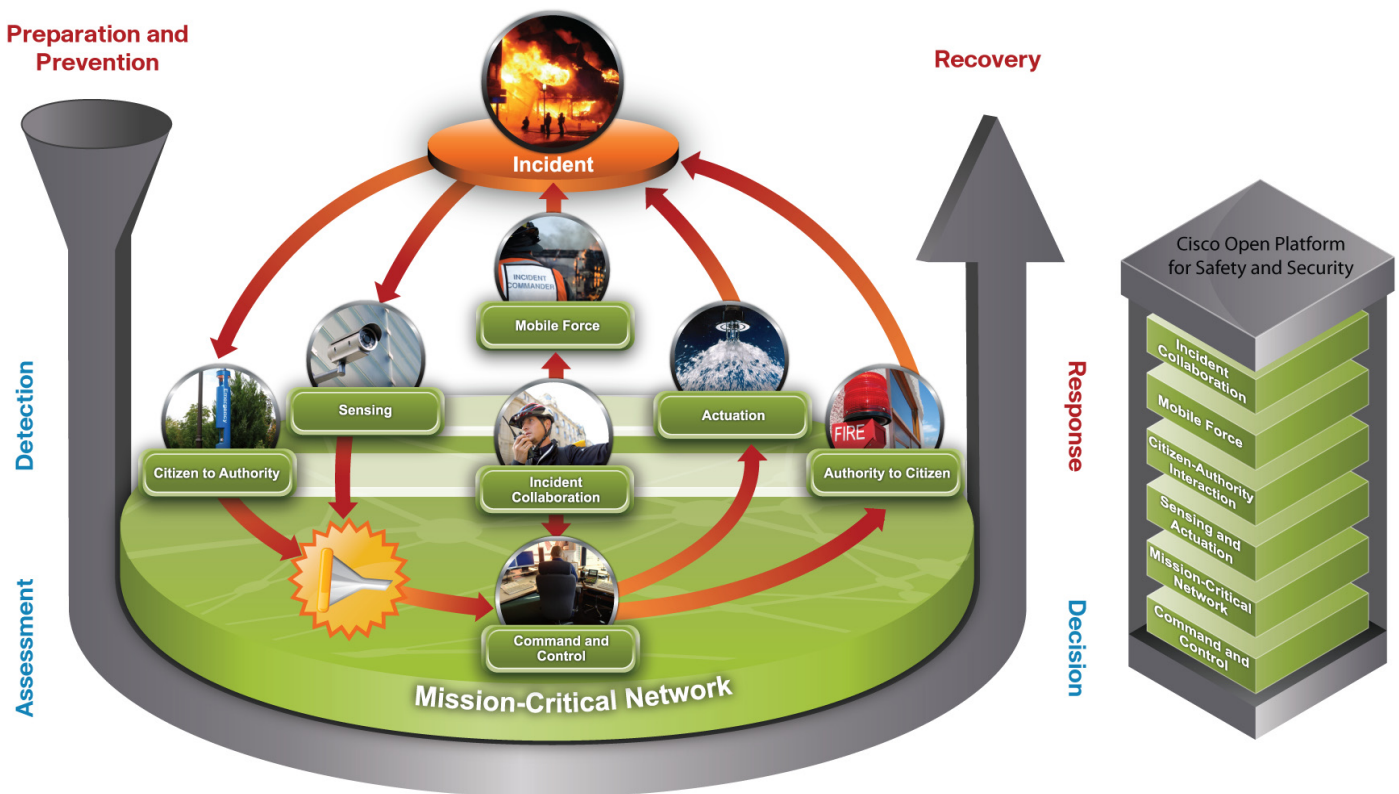 Preparation and
Prevention
Recovery
Incident
INCIDENT
COMMANDER
Mobile Force
Sensing
Actuation
Emergency
FIRE
Citizen to Authority
Incident
Collaboration
Authority to Citizen
Command and
Control
Mission-Critical Network
Detection
Assessment
Response
Decision
Cisco Open Platform
for Safety and Security
Incident
Collaboration
Mobile Force
Citizen-Authority
Interaction
Sensing and
Actuation
Mission-Critical
Network
Command and
Control